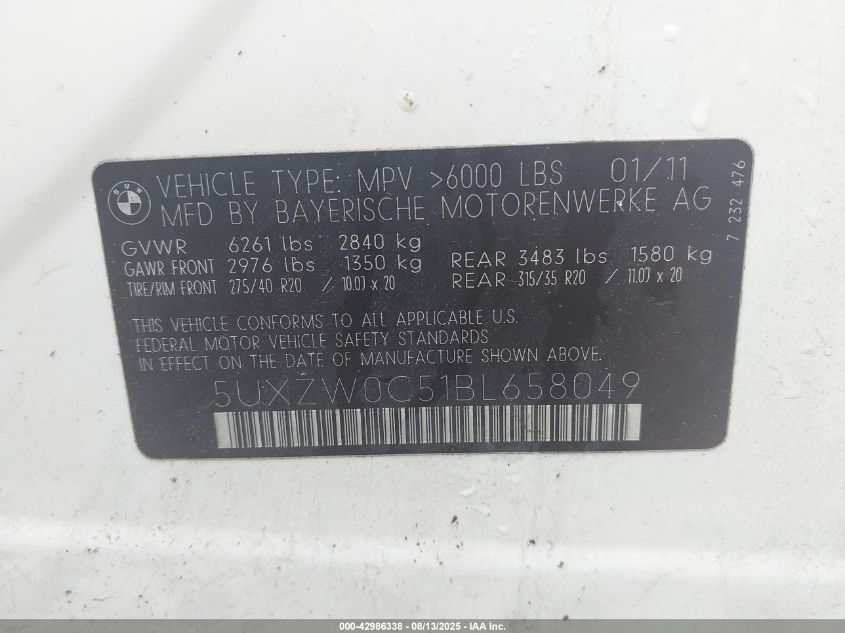 BMW
VEHICLE TYPE: MPV >6000 LBS 01/11
MFD BY BAYERISCHE MOTORENWERKE AG
GVWR 6261 lbs 2840 kg
GAWR FRONT 2976 lbs 1350 kg REAR 3483 lbs 1580 kg
TIRE/RIM FRONT 275/40 R20 / 10.0J x 20 REAR 315/35 R20 / 11.0J x 20
THIS VEHICLE CONFORMS TO ALL APPLICABLE U.S.
FEDERAL MOTOR VEHICLE SAFETY STANDARDS
IN EFFECT ON THE DATE OF MANUFACTURE SHOWN ABOVE.
5UXZW0C51BL658049
7 232 476
000-42986338 - 08/13/2025 - IAA Inc.